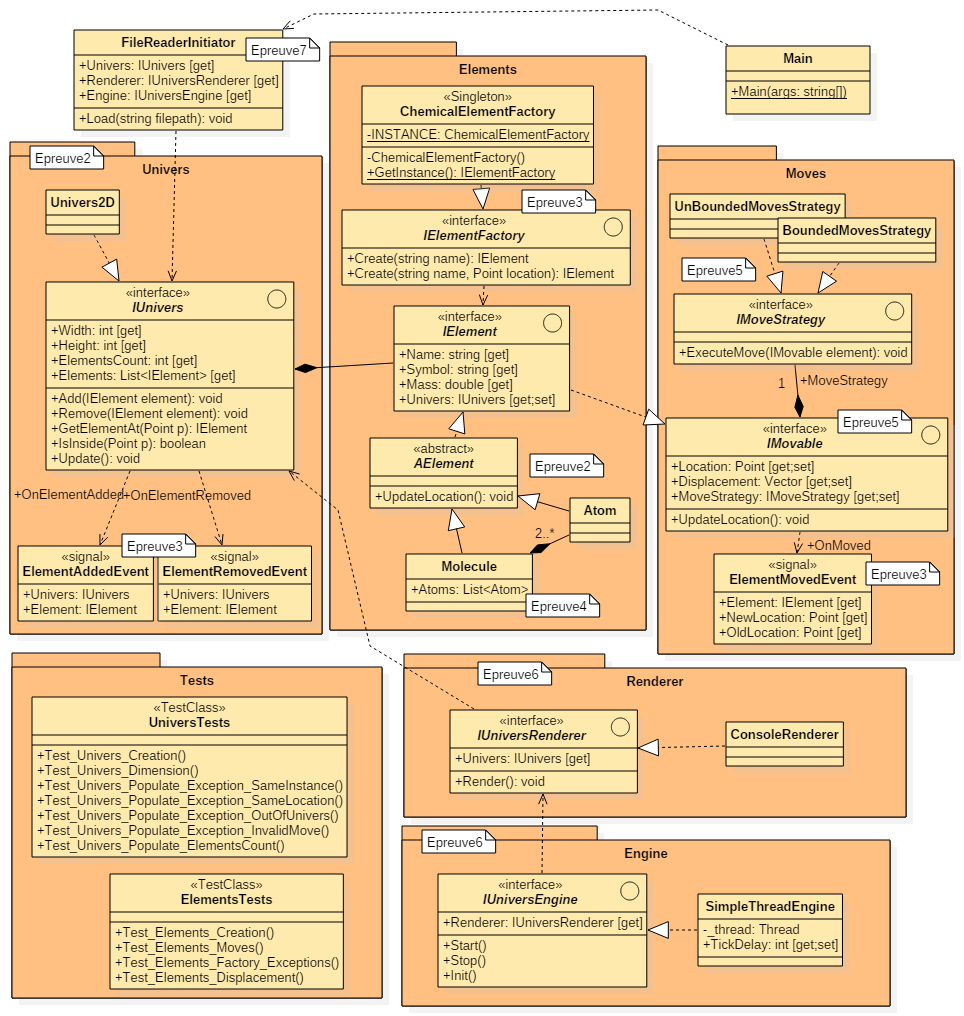 FileReaderInitiator
Epreuve7
+Univers: IUnivers [get]
+Renderer: IUniversRenderer [get]
+Engine: IUniversEngine [get]
+Load(string filepath): void
Main
+Main(args: string[])
Epreuve2
Univers
Univers2D
«interface»
IUnivers
+Width: int [get]
+Height: int [get]
+ElementsCount: int [get]
+Elements: List<IElement> [get]
+Add(IElement element): void
+Remove(IElement element): void
+GetElementAt(Point p): IElement
+IsInside(Point p): boolean
+Update(): void
+OnElementAdded
+OnElementRemoved
Epreuve3
«signal»
ElementAddedEvent
+Univers: IUnivers
+Element: IElement
«signal»
ElementRemovedEvent
+Univers: IUnivers
+Element: IElement
Elements
«Singleton»
ChemicalElementFactory
-INSTANCE: ChemicalElementFactory
-ChemicalElementFactory()
+GetInstance(): IElementFactory
Epreuve3
«interface»
IElementFactory
+Create(string name): IElement
+Create(string name, Point location): IElement
«interface»
IElement
+Name: string [get]
+Symbol: string [get]
+Mass: double [get]
+Univers: IUnivers [get;set]
«abstract»
AElement
+UpdateLocation(): void
Epreuve2
Atom
2..*
Molecule
+Atoms: List<Atom>
Epreuve4
Moves
UnBoundedMovesStrategy
BoundedMovesStrategy
Epreuve5
«interface»
IMoveStrategy
+ExecuteMove(IMovable element): void
1
+MoveStrategy
Epreuve5
«interface»
IMovable
+Location: Point [get;set]
+Displacement: Vector [get;set]
+MoveStrategy: IMoveStrategy [get;set]
+UpdateLocation(): void
+OnMoved
«signal»
ElementMovedEvent
Epreuve3
+Element: IElement [get]
+NewLocation: Point [get]
+OldLocation: Point [get]
Tests
«TestClass»
UniversTests
+Test_Univers_Creation()
+Test_Univers_Dimension()
+Test_Univers_Populate_Exception_SameInstance()
+Test_Univers_Populate_Exception_SameLocation()
+Test_Univers_Populate_Exception_OutOfUnivers()
+Test_Univers_Populate_Exception_InvalidMove()
+Test_Univers_Populate_ElementsCount()
«TestClass»
ElementsTests
+Test_Elements_Creation()
+Test_Elements_Moves()
+Test_Elements_Factory_Exceptions()
+Test_Elements_Displacement()
Epreuve6
Renderer
«interface»
IUniversRenderer
+Univers: IUnivers [get]
+Render(): void
ConsoleRenderer
Epreuve6
Engine
«interface»
IUniversEngine
+Renderer: IUniversRenderer [get]
+Start()
+Stop()
+Init()
SimpleThreadEngine
-_thread: Thread
+TickDelay: int [get;set]